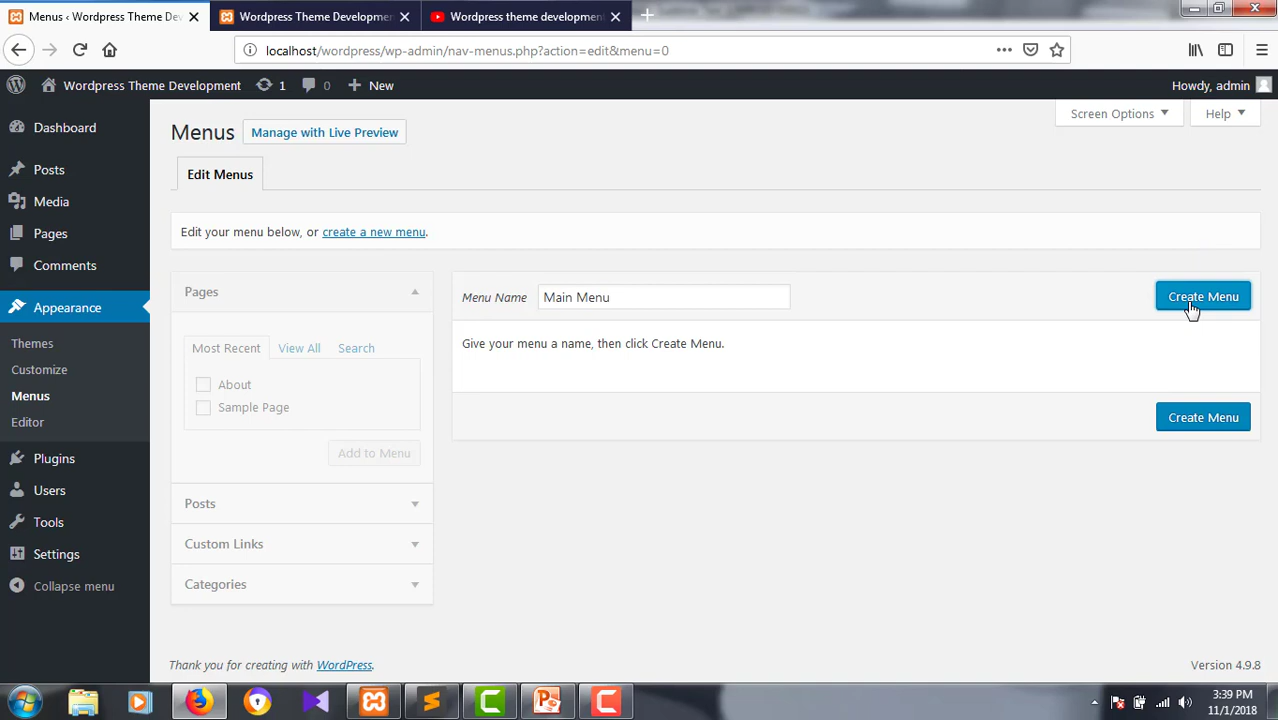 Menus ‹ Wordpress Theme De
Wordpress Theme Developmen
Wordpress theme development
localhost/wordpress/wp-admin/nav-menus.php?action=edit&menu=0
Wordpress Theme Development
1
0
New
Howdy, admin
Screen Options
Help
Dashboard
Posts
Media
Pages
Comments
Appearance
Themes
Customize
Menus
Editor
Plugins
Users
Tools
Settings
Collapse menu
Menus
Manage with Live Preview
Edit Menus
Edit your menu below, or create a new menu.
Pages
Most Recent
View All
Search
About
Sample Page
Add to Menu
Posts
Custom Links
Categories
Menu Name
Main Menu
Create Menu
Give your menu a name, then click Create Menu.
Create Menu
Thank you for creating with WordPress.
Version 4.9.8
3:39 PM
11/1/2018